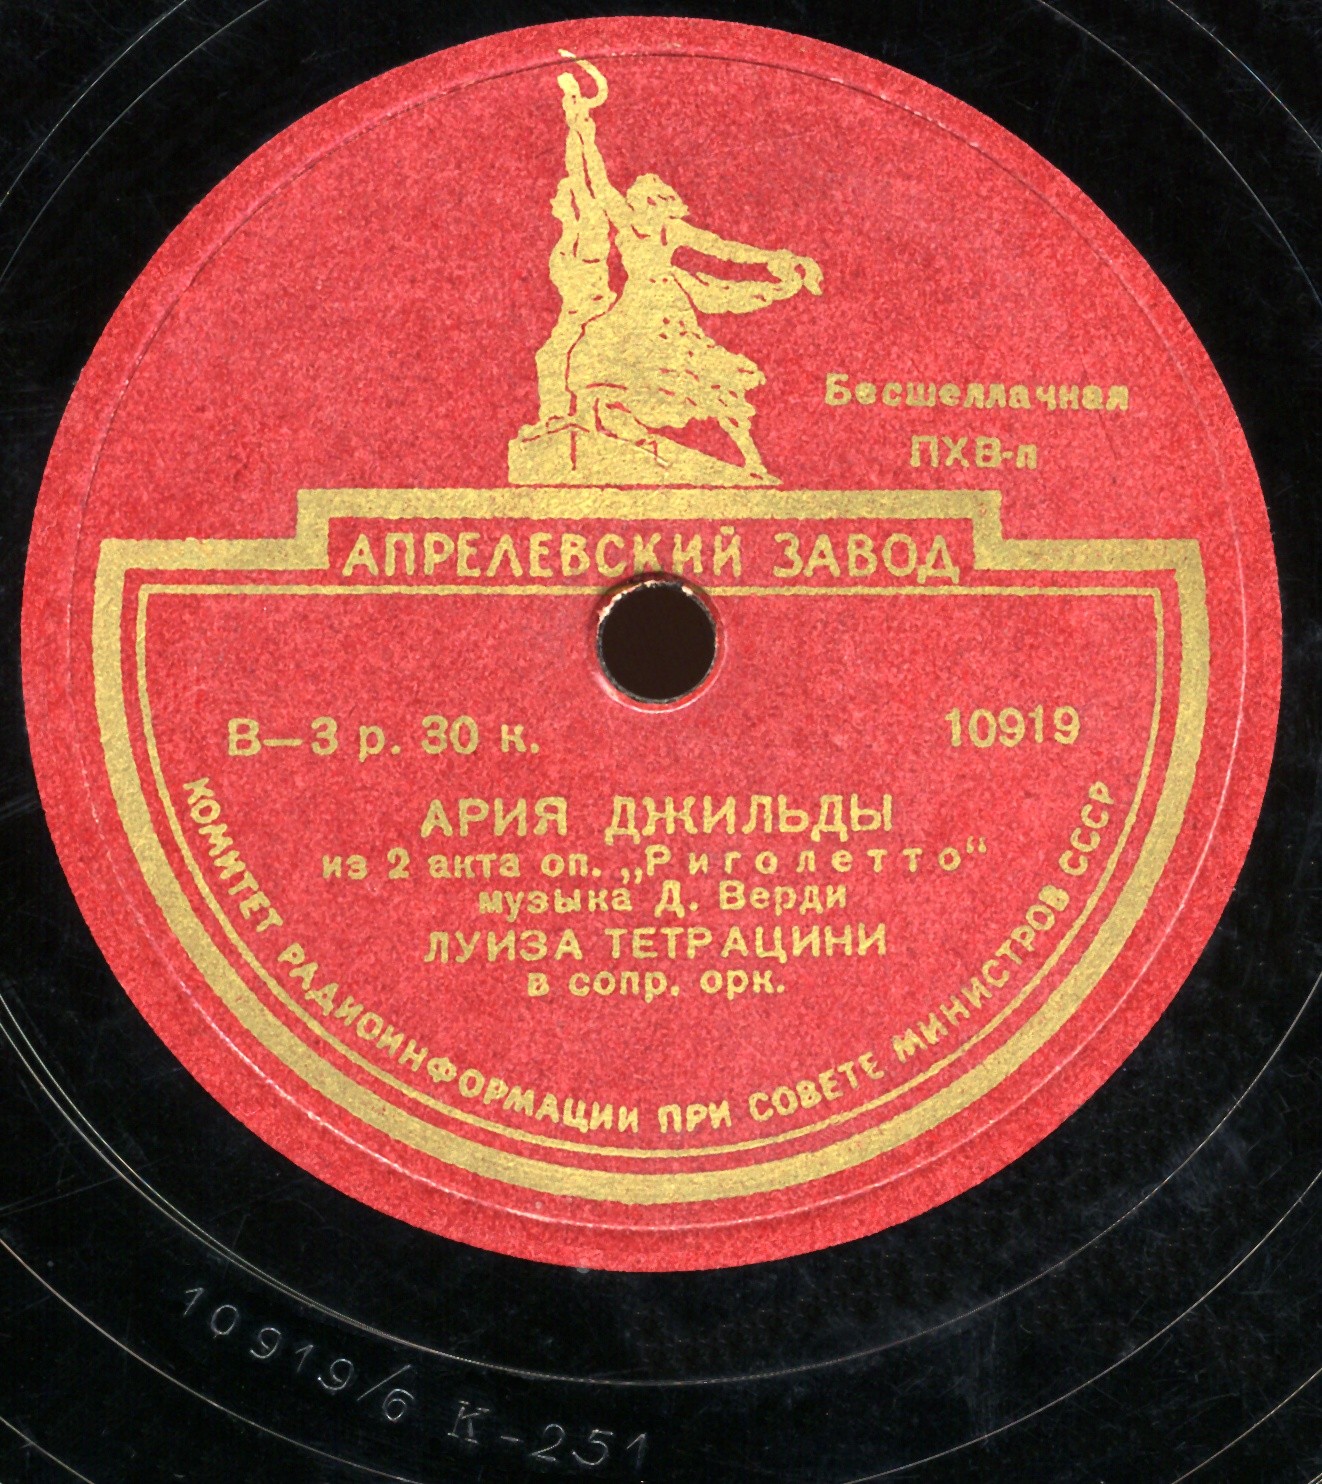 Бесшеллачная
ПХВ-п
АПРЕЛЕВСКИЙ ЗАВОД
В—3 р. 30 к.
10919
АРИЯ ДЖИЛЬДЫ
из 2 акта оп. „Риголетто“
музыка Д. Верди
ЛУИЗА ТЕТРАЦИНИ
в сопр. орк.
КОМИТЕТ РАДИОИНФОРМАЦИИ ПРИ СОВЕТЕ МИНИСТРОВ СССР
10919/6 К-251